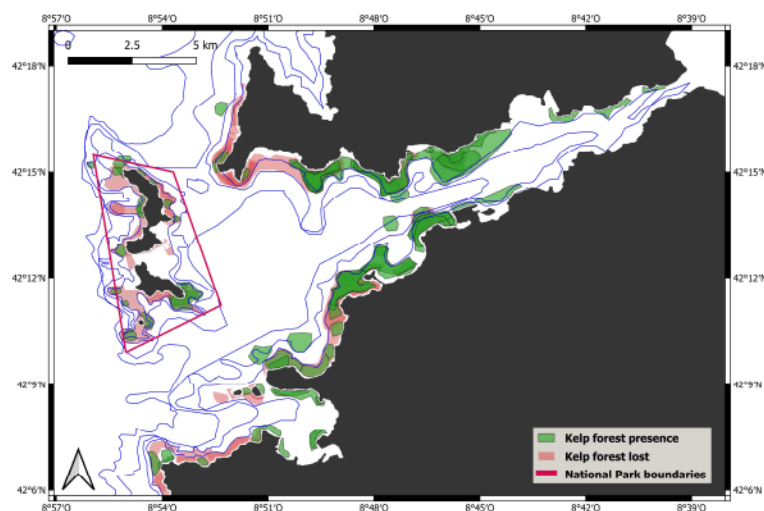 8°57'O 8°54'O 8°51'O 8°48'O 8°45'O 8°42'O 8°39'O
0 2.5 5 km
42°18'N 42°18'N
42°15'N 42°15'N
42°12'N 42°12'N
42°9'N 42°9'N
Kelp forest presence
Kelp forest lost
National Park boundaries
42°6'N 42°6'N
8°57'O 8°54'O 8°51'O 8°48'O 8°45'O 8°42'O 8°39'O